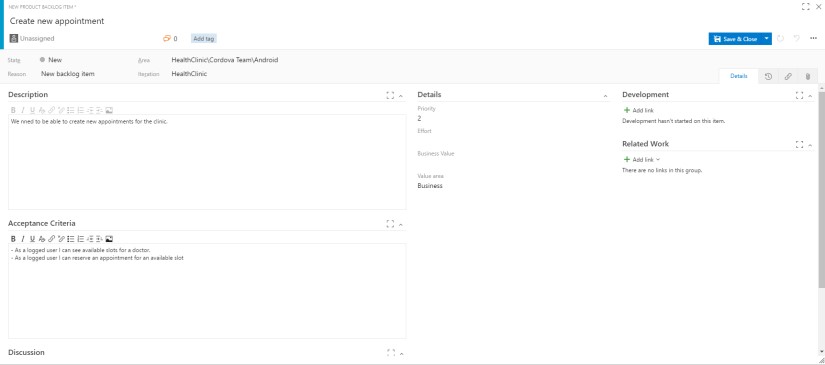 NEW PRODUCT BACKLOG ITEM *
Create new appointment
Unassigned 0 Add tag Save & Close
State New Area HealthClinic\Cordova Team\Android
Reason New backlog item Iteration HealthClinic Details
Description
B I U
We nned to be able to create new appointments for the clinic.
Acceptance Criteria
B I U
- As a logged user I can see available slots for a doctor.
- As a logged user I can reserve an appointment for an available slot
Discussion
Details
Priority
2
Effort
Business Value
Value area
Business
Development
+ Add link
Development hasn't started on this item.
Related Work
+ Add link
There are no links in this group.